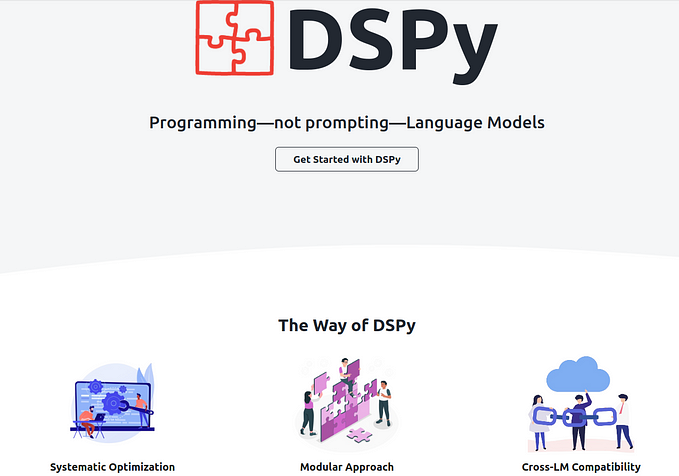 DSPy
Programming—not prompting—Language Models
Get Started with DSPy
The Way of DSPy
Systematic Optimization
Modular Approach
Cross-LM Compatibility